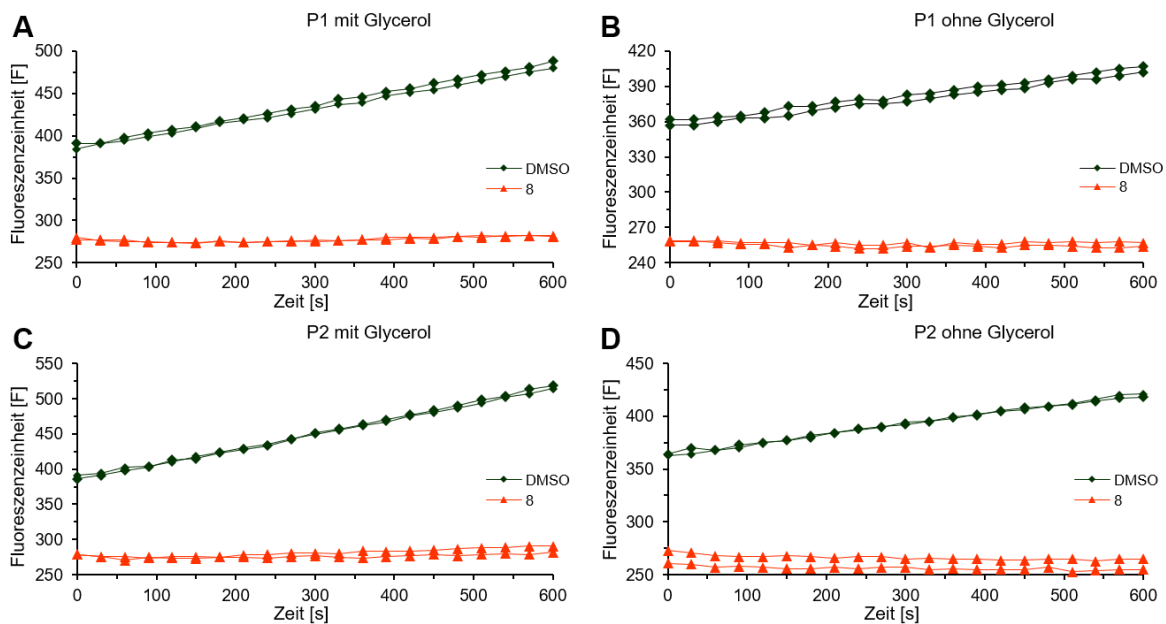 A
P1 mit Glycerol
Fluoreszenzeinheit [F]
500
450
400
350
300
250
0 100 200 300 400 500 600
Zeit [s]
DMSO
8
B
P1 ohne Glycerol
Fluoreszenzeinheit [F]
420
390
360
330
300
270
240
0 100 200 300 400 500 600
Zeit [s]
DMSO
8
C
P2 mit Glycerol
Fluoreszenzeinheit [F]
550
500
450
400
350
300
250
0 100 200 300 400 500 600
Zeit [s]
DMSO
8
D
P2 ohne Glycerol
Fluoreszenzeinheit [F]
450
400
350
300
250
0 100 200 300 400 500 600
Zeit [s]
DMSO
8